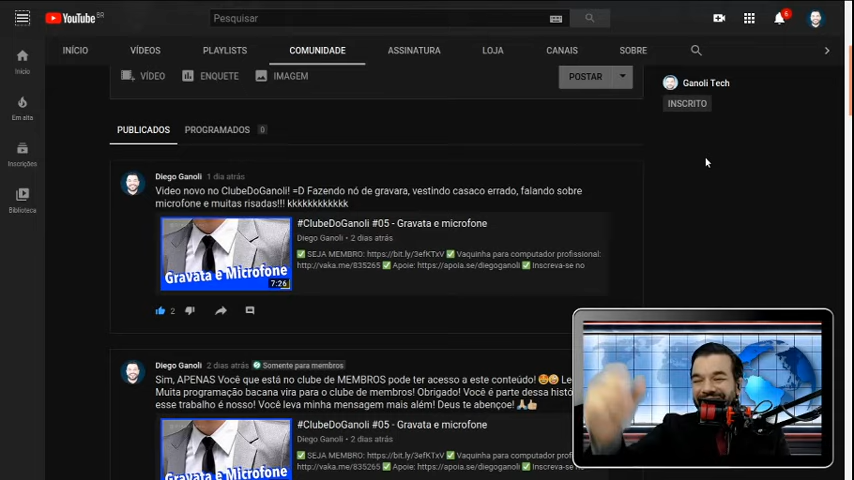 YouTube BR
Pesquisar
6
INÍCIO VÍDEOS PLAYLISTS COMUNIDADE ASSINATURA LOJA CANAIS SOBRE
Início
Em alta
Inscrições
Biblioteca
VÍDEO ENQUETE IMAGEM POSTAR
Ganoli Tech
INSCRITO
PUBLICADOS PROGRAMADOS 0
Diego Ganoli 1 dia atrás
Video novo no ClubeDoGanoli! =D Fazendo nó de gravara, vestindo casaco errado, falando sobre
microfone e muitas risadas!!! kkkkkkkkkkkk
#ClubeDoGanoli #05 - Gravata e microfone
Diego Ganoli • 2 dias atrás
✅ SEJA MEMBRO: https://bit.ly/3efKTxV ✅ Vaquinha para computador profissional:
http://vaka.me/835265 ✅ Apoie: https://apoia.se/diegoganoli ✅ Inscreva-se no
Gravata e Microfone
7:26
2
Diego Ganoli 2 dias atrás Somente para membros
Sim, APENAS Você que está no clube de MEMBROS pode ter acesso a este conteúdo! 🤩😘 Le
Muita programação bacana vira para o clube de membros! Obrigado! Você é parte dessa histó
esse trabalho é nosso! Você leva minha mensagem mais além! Deus te abençoe! 🙏👍
#ClubeDoGanoli #05 - Gravata e microfone
Diego Ganoli • 2 dias atrás
✅ SEJA MEMBRO: https://bit.ly/3efKTxV ✅ Vaquinha para computador profissional:
http://vaka.me/835265 ✅ Apoie: https://apoia.se/diegoganoli ✅ Inscreva-se no
Gravata e Microfone